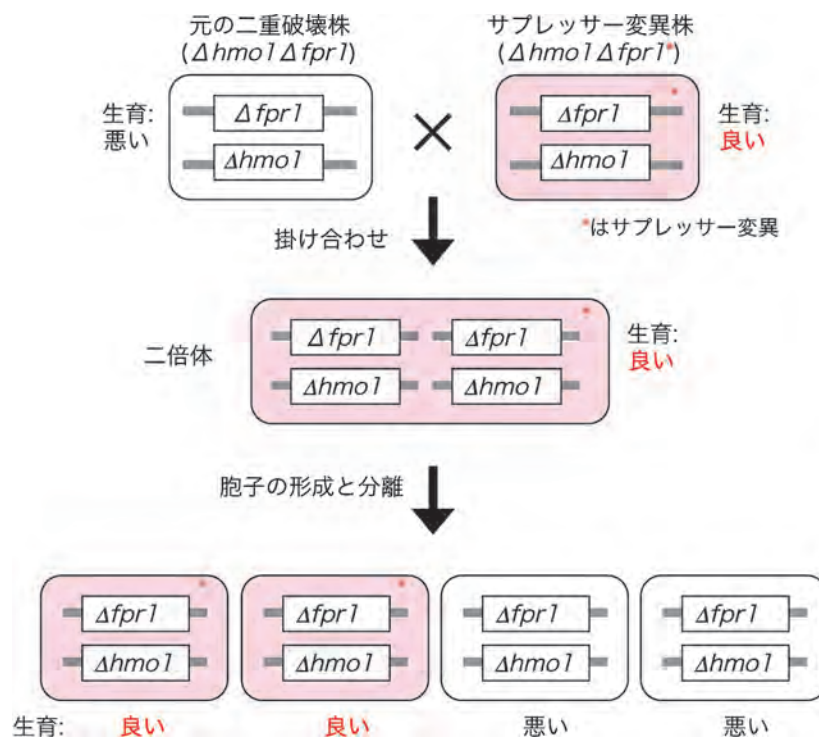 元の二重破壊株
(Δhmo1 Δfpr1)
サプレッサー変異株
(Δhmo1 Δfpr1*)
生育:
悪い
Δfpr1
Δhmo1
×
*
Δfpr1
Δhmo1
生育:
良い
掛け合わせ
*はサプレッサー変異
二倍体
*
Δfpr1
Δfpr1
Δhmo1
Δhmo1
生育:
良い
胞子の形成と分離
*
*
Δfpr1
Δfpr1
Δfpr1
Δfpr1
Δhmo1
Δhmo1
Δhmo1
Δhmo1
生育: 良い 良い 悪い 悪い